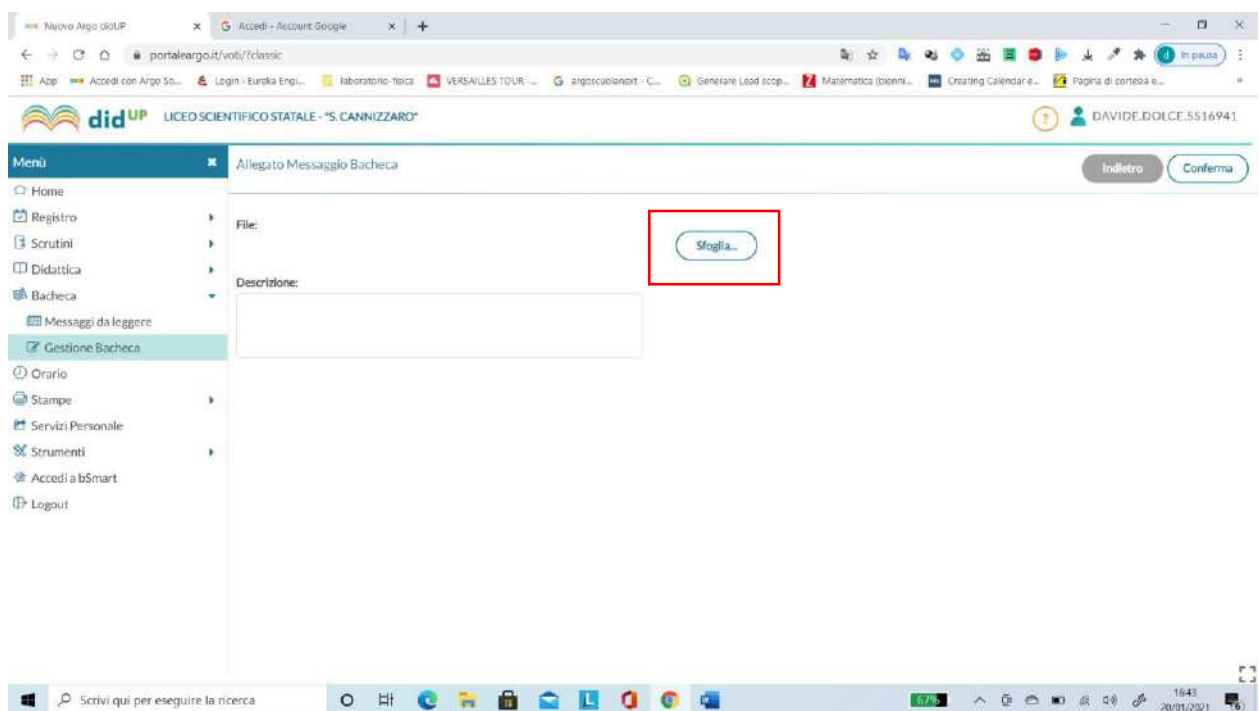 Nuovo Argo didUP
Accedi - Account Google
portaleargo.it/voti/?classic
In pausa
App
Accedi con Argo So...
Login - Eureka Engi...
laboratorio-fisica
VERSAILLES TOUR -...
argoscuolanext - C...
Generare Lead scop...
Matematica (bienni...
Creating Calendar e...
Pagina di cortesia e...
didUP LICEO SCIENTIFICO STATALE - "S. CANNIZZARO"
? DAVIDE.DOLCE.SS16941
Menù
Allegato Messaggio Bacheca
Indietro
Conferma
Home
Registro
Scrutini
Didattica
Bacheca
Messaggi da leggere
Gestione Bacheca
Orario
Stampe
Servizi Personale
Strumenti
Accedi a bSmart
Logout
File:
Sfoglia...
Descrizione:
Scrivi qui per eseguire la ricerca
67%
16:43
20/01/2021